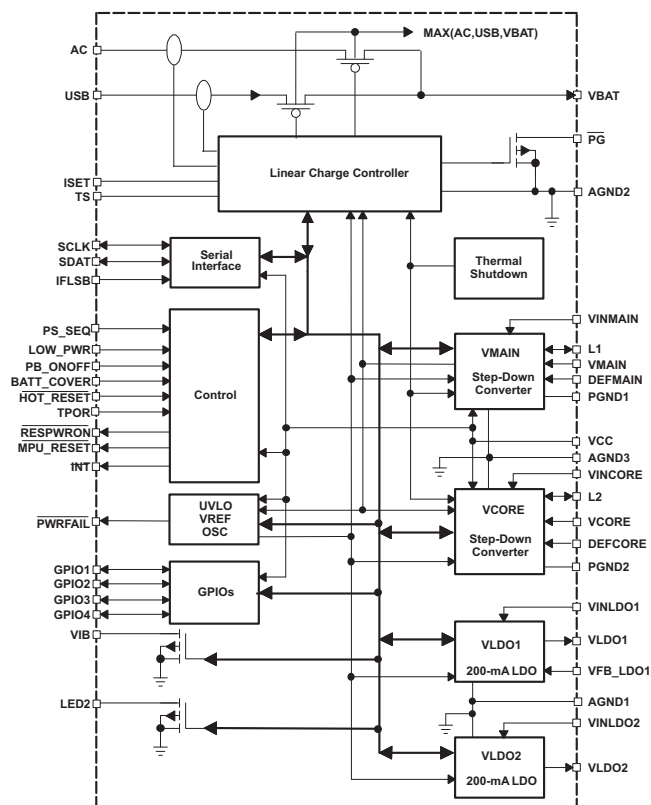 MAX(AC,USB,VBAT)
AC
USB
VBAT
PG
Linear Charge Controller
ISET
TS
AGND2
SCLK
SDAT
IFLSB
Serial
Interface
Thermal
Shutdown
PS_SEQ
LOW_PWR
PB_ONOFF
BATT_COVER
HOT_RESET
TPOR
RESPWRON
MPU_RESET
INT
Control
VINMAIN
L1
VMAIN
DEFMAIN
PGND1
VMAIN
Step-Down
Converter
VCC
AGND3
VINCORE
L2
VCORE
DEFCORE
PGND2
VCORE
Step-Down
Converter
PWRFAIL
UVLO
VREF
OSC
GPIO1
GPIO2
GPIO3
GPIO4
GPIOs
VIB
LED2
VINLDO1
VLDO1
VFB_LDO1
VLDO1
200-mA LDO
AGND1
VINLDO2
VLDO2
200-mA LDO
VLDO2